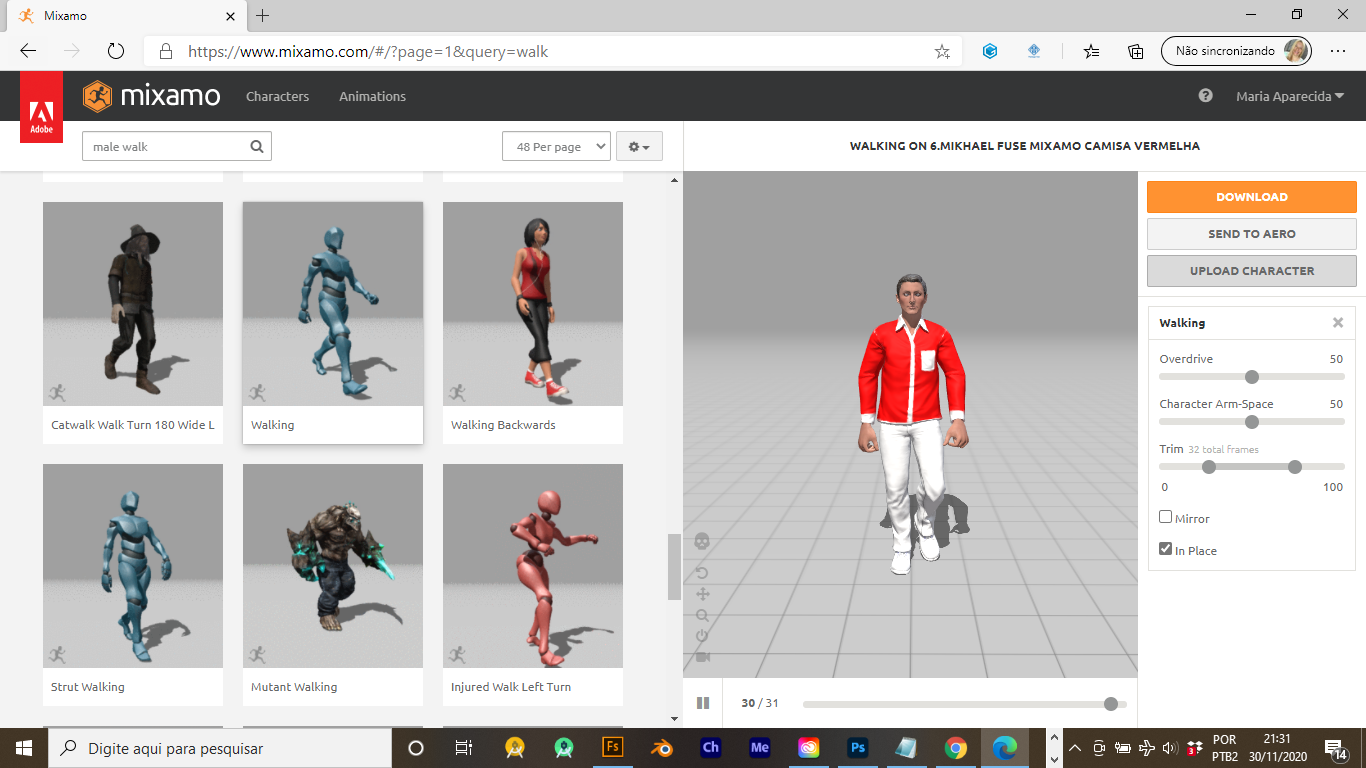 Mixamo
https://www.mixamo.com/#/?page=1&query=walk
Não sincronizando
Adobe
mixamo
Characters
Animations
Maria Aparecida
male walk
48 Per page
WALKING ON 6.MIKHAEL FUSE MIXAMO CAMISA VERMELHA
Catwalk Walk Turn 180 Wide L
Walking
Walking Backwards
Strut Walking
Mutant Walking
Injured Walk Left Turn
30 / 31
DOWNLOAD
SEND TO AERO
UPLOAD CHARACTER
Walking
Overdrive 50
Character Arm-Space 50
Trim 32 total frames
0 100
Mirror
In Place
Digite aqui para pesquisar
Fs
Ch
Me
Ps
3
POR
PTB2
21:31
30/11/2020
14